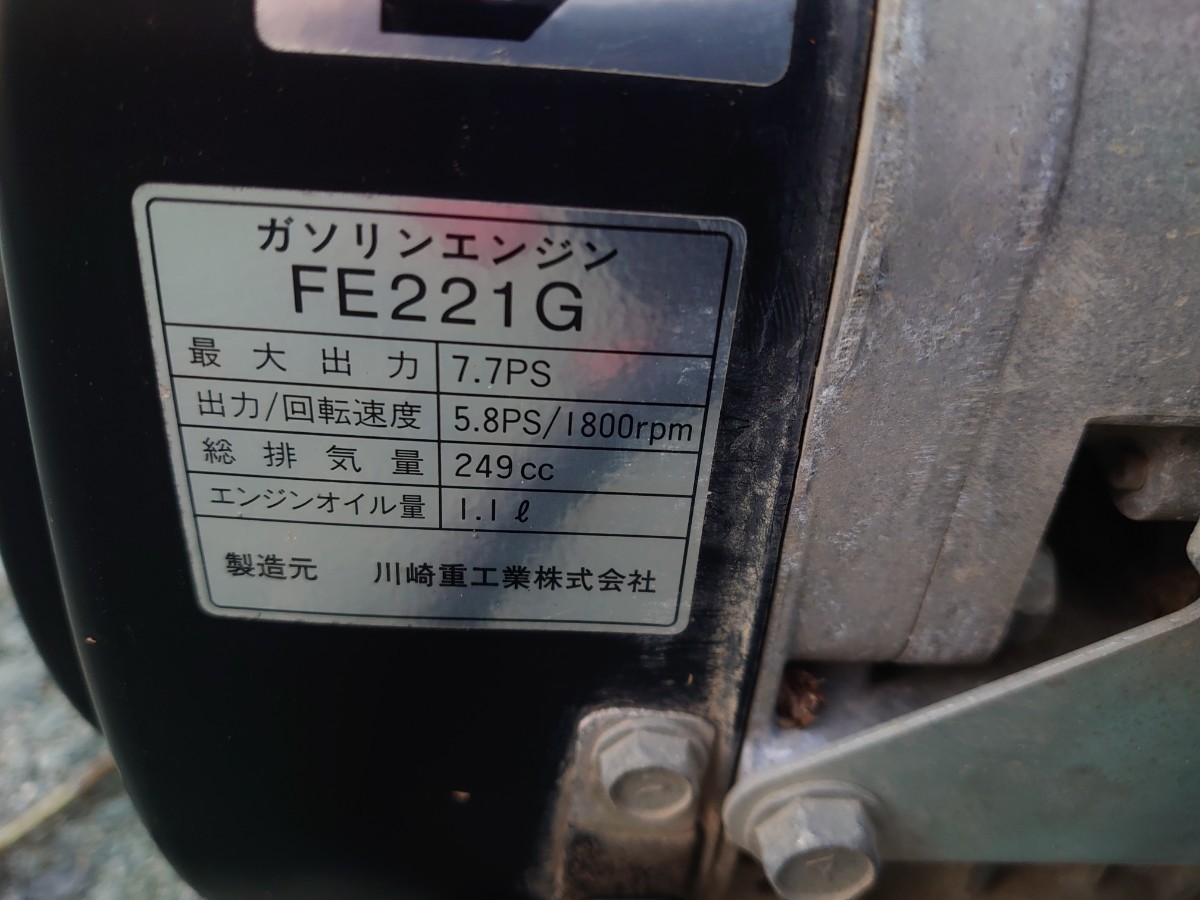 ガソリンエンジン
FE221G
最大出力 7.7PS
出力/回転速度 5.8PS/1800rpm
総排気量 249cc
エンジンオイル量 1.1ℓ
製造元 川崎重工業株式会社